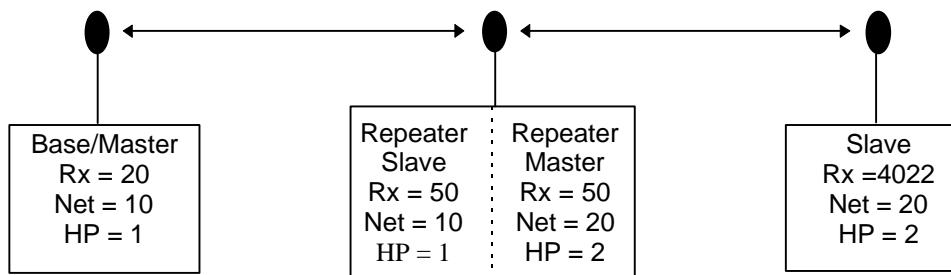 Base/Master
Rx = 20
Net = 10
HP = 1
Repeater
Slave
Rx = 50
Net = 10
HP = 1
Repeater
Master
Rx = 50
Net = 20
HP = 2
Slave
Rx =4022
Net = 20
HP = 2